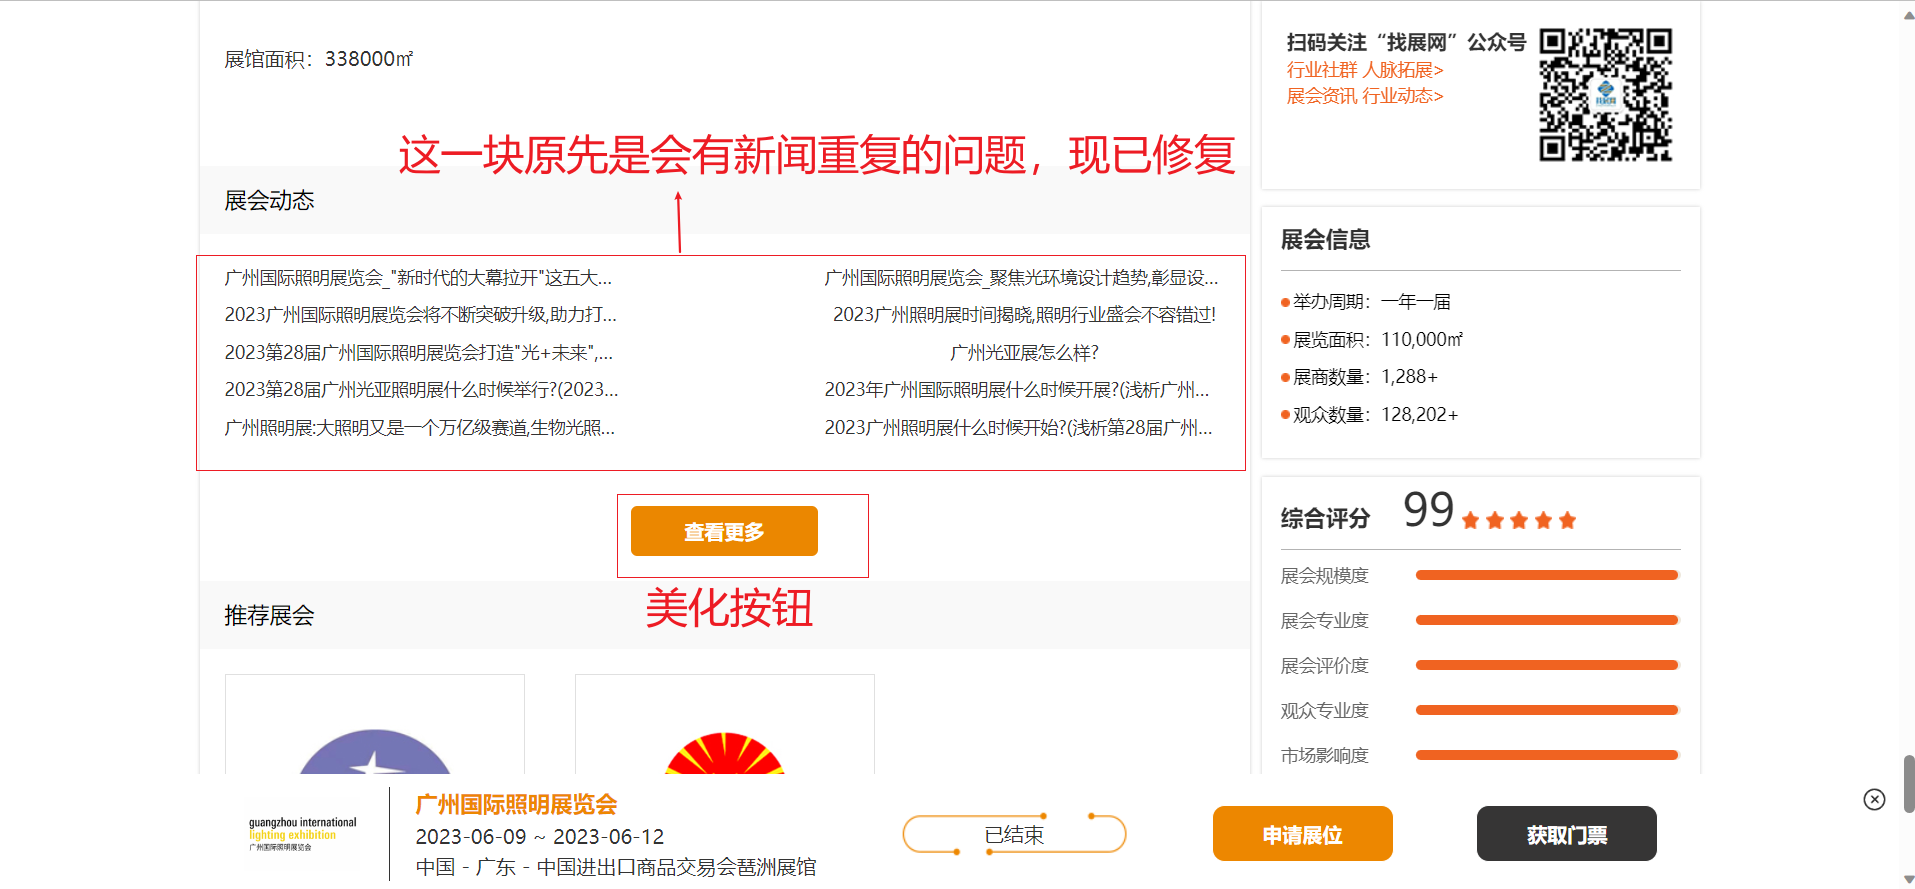 展馆面积：338000㎡
这一块原先是会有新闻重复的问题，现已修复
展会动态
广州国际照明展览会_"新时代的大幕拉开"这五大...
广州国际照明展览会_聚焦光环境设计趋势,彰显设...
2023广州国际照明展览会将不断突破升级,助力打...
2023广州照明展时间揭晓,照明行业盛会不容错过!
2023第28届广州国际照明展览会打造"光+未来",...
广州光亚展怎么样?
2023第28届广州光亚照明展什么时候举行?(2023...
2023年广州国际照明展什么时候开展?(浅析广州...
广州照明展:大照明又是一个万亿级赛道,生物光照...
2023广州照明展什么时候开始?(浅析第28届广州...
查看更多
美化按钮
推荐展会
扫码关注“找展网”公众号
行业社群 人脉拓展>
展会资讯 行业动态>
找展网
展会信息
举办周期：一年一届
展览面积：110,000㎡
展商数量：1,288+
观众数量：128,202+
综合评分 99
展会规模度
展会专业度
展会评价度
观众专业度
市场影响度
guangzhou international
lighting exhibition
广州国际照明展览会
广州国际照明展览会
2023-06-09 ~ 2023-06-12
中国 - 广东 - 中国进出口商品交易会琶洲展馆
已结束
申请展位
获取门票